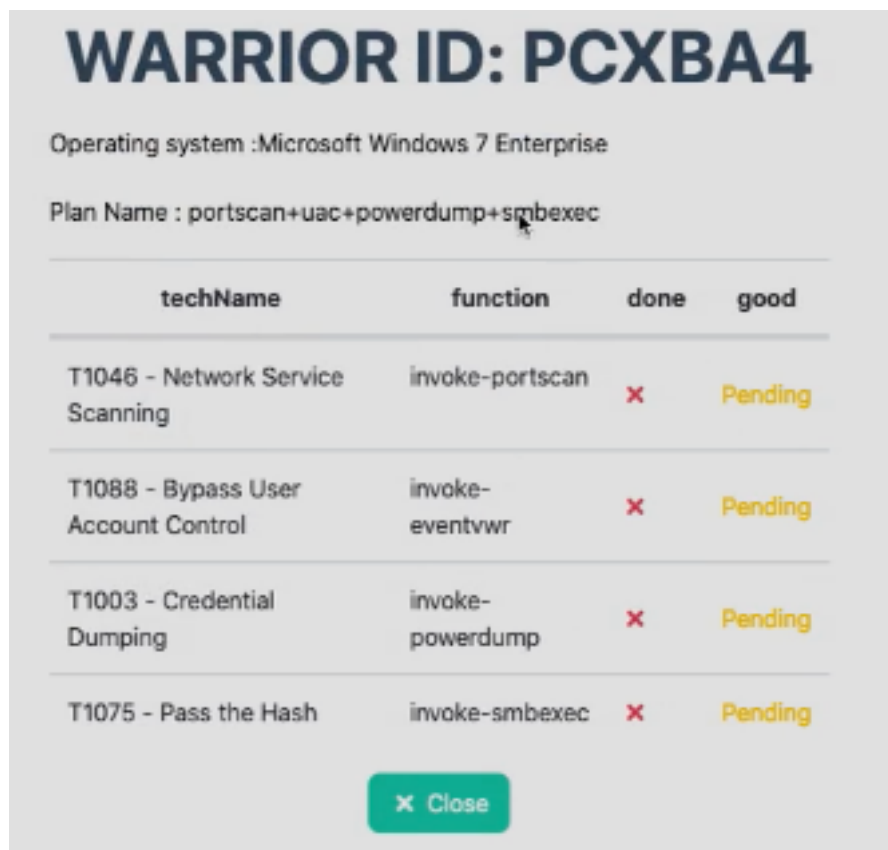 WARRIOR ID: PCXBA4
Operating system :Microsoft Windows 7 Enterprise
Plan Name : portscan+uac+powerdump+smbexec
techName function done good
T1046 - Network Service Scanning invoke-portscan ✕ Pending
T1088 - Bypass User Account Control invoke-eventvwr ✕ Pending
T1003 - Credential Dumping invoke-powerdump ✕ Pending
T1075 - Pass the Hash invoke-smbexec ✕ Pending
✕ Close